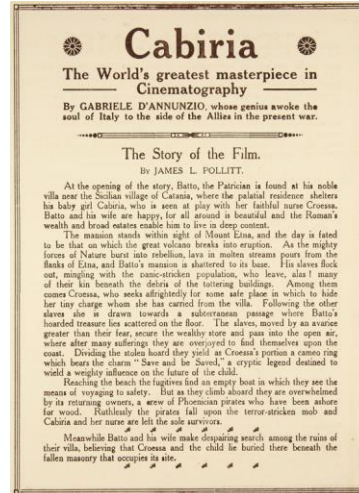 Cabiria
The World's greatest masterpiece in
Cinematography
By GABRIELE D'ANNUNZIO, whose genius awoke the
soul of Italy to the side of the Allies in the present war.
The Story of the Film.
By JAMES L. POLLITT.
At the opening of the story, Batto, the Patrician is found at his noble
villa near the Sicilian village of Catania, where the palatial residence shelters
his baby girl Cabiria, who is seen at play with her faithful nurse Croessa.
Batto and his wife are happy, for all around is beautiful and the Roman's
wealth and broad estates enable him to live in deep content.
The mansion stands within sight of Mount Etna, and the day is fated
to be that on which the great volcano breaks into eruption. As the mighty
forces of Nature burst into rebellion, lava in molten streams pours from the
flanks of Etna, and Batto's mansion is shattered to its base. His slaves flock
out, mingling with the panic-stricken population, who leave, alas! many
of their kin beneath the debris of the tottering buildings. Among them
comes Croessa, who seeks affrightedly for some safe place in which to hide
her tiny charge whom she has carried from the villa. Following the other
slaves she is drawn towards a subterranean passage where Batto's
hoarded treasure lies scattered on the floor. The slaves, moved by an avarice
greater than their fear, secure the wealthy store and pass into the open air,
where after many sufferings they are overjoyed to find themselves upon the
coast. Dividing the stolen hoard they yield as Croessa's portion a cameo ring
which bears the charm "Save and be Saved," a cryptic legend destined to
wield a weighty influence on the future of the child.
Reaching the beach the fugitives find an empty boat in which they see the
means of voyaging to safety. But as they climb aboard they are overwhelmed
by its returning owners, a crew of Phoenician pirates who have been ashore
for wood. Ruthlessly the pirates fall upon the terror-stricken mob and
Cabiria and her nurse are left the sole survivors.
Meanwhile Batto and his wife make despairing search among the ruins of
their villa, believing that Croessa and the child lie buried there beneath the
fallen masonry that occupies its site.